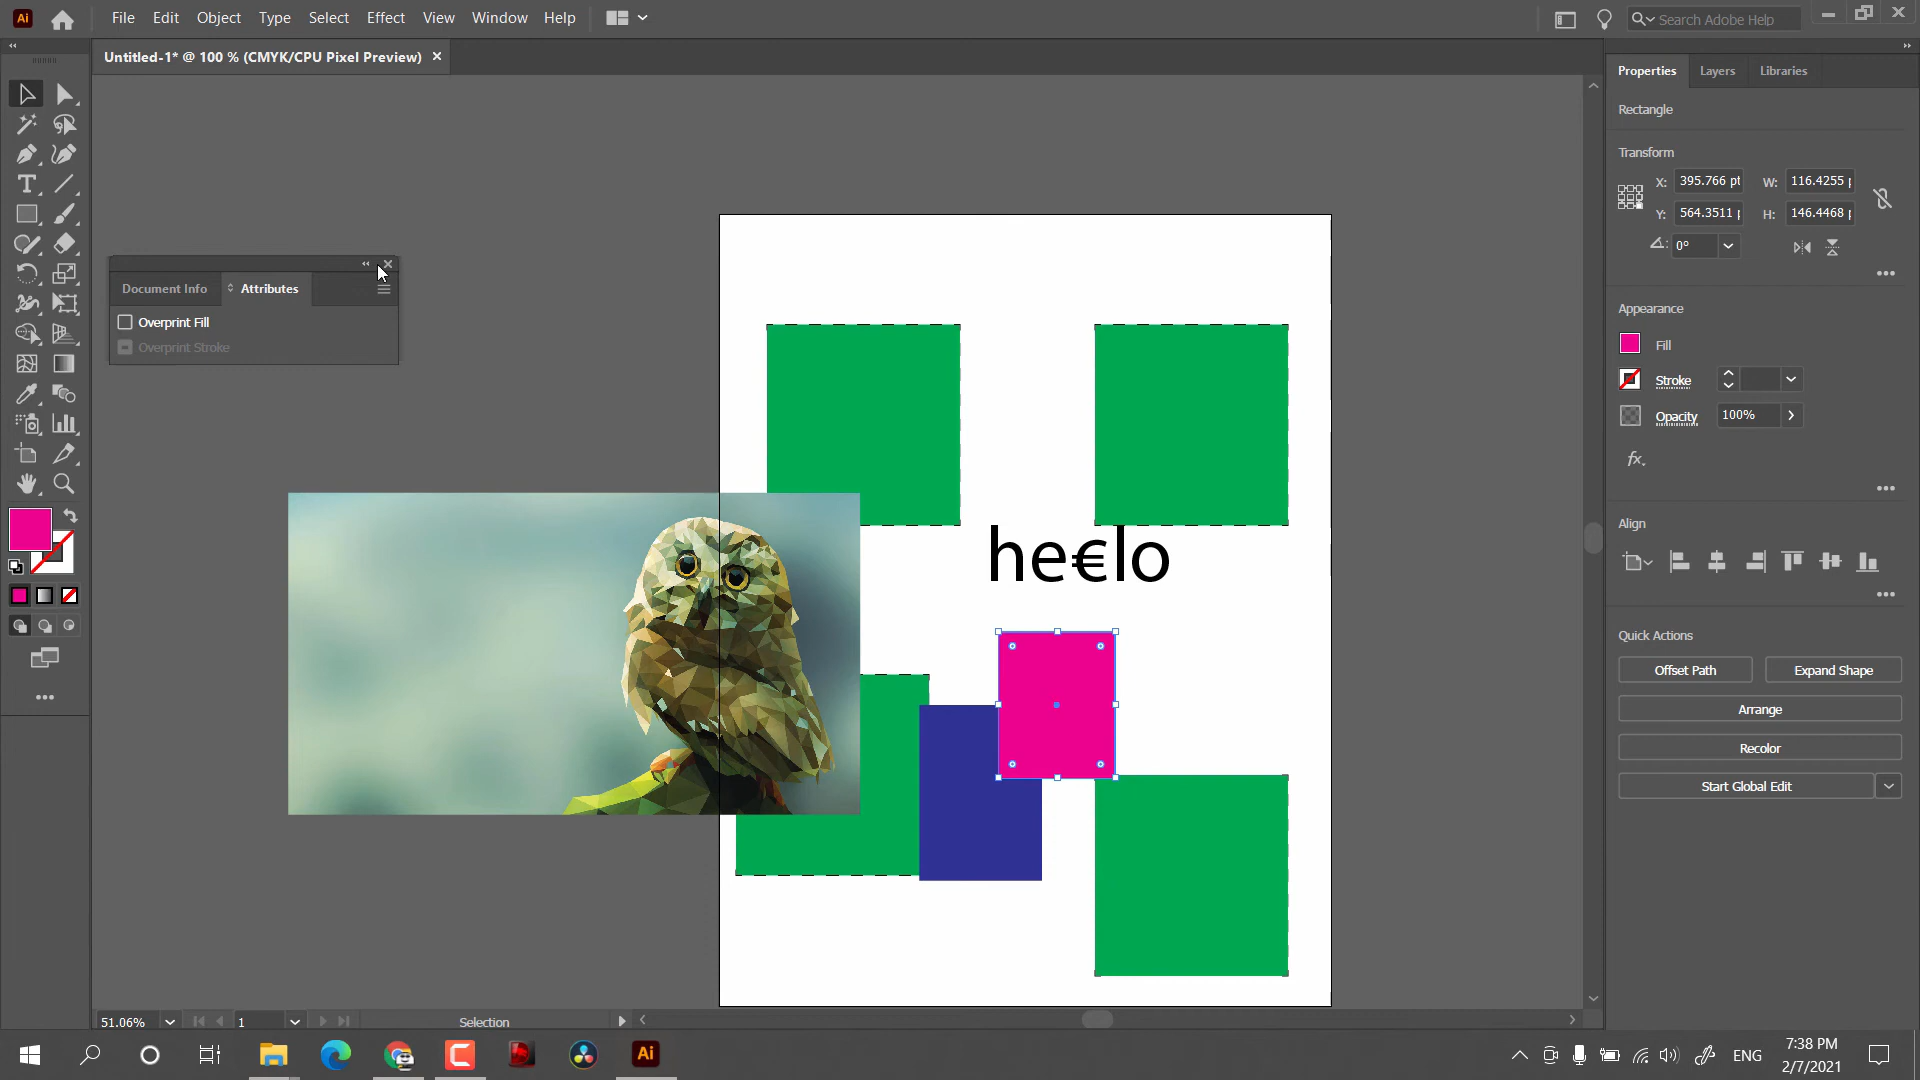 Ai File Edit Object Type Select Effect View Window Help Search Adobe Help
Untitled-1* @ 100 % (CMYK/CPU Pixel Preview)
Properties Layers Libraries
Rectangle
Transform
X: 395.766 pt W: 116.4255
Y: 564.3511 H: 146.4468
0°
Document Info Attributes
Overprint Fill
Overprint Stroke
Appearance
Fill
Stroke
Opacity 100%
fx.
Align
he€lo
Quick Actions
Offset Path Expand Shape
Arrange
Recolor
Start Global Edit
51.06% 1 Selection
Ai ENG 7:38 PM
2/7/2021